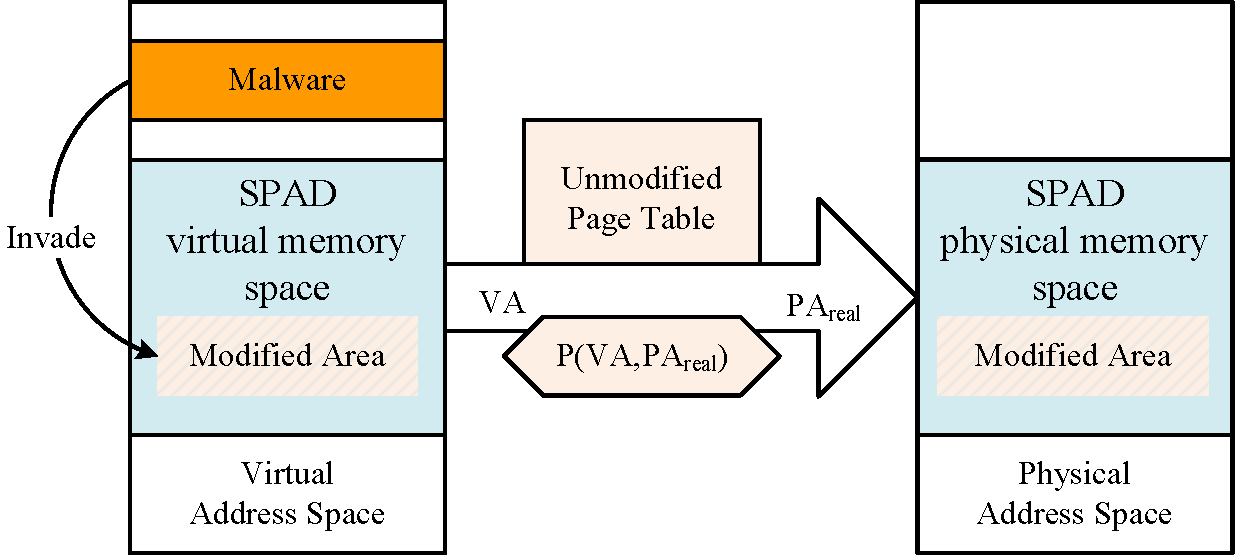 Malware
SPAD
virtual memory
space
Invade
Modified Area
Virtual
Address Space
Unmodified
Page Table
VA
PAreal
P(VA,PAreal)
SPAD
physical memory
space
Modified Area
Physical
Address Space